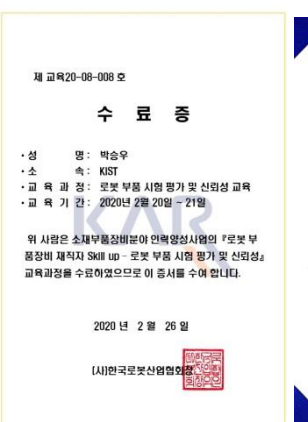 제 교육20-08-008 호
수 료 증
· 성 명 : 박승우
· 소 속 : KIST
· 교 육 과 정 : 로봇 부품 시험 평가 및 신뢰성 교육
· 교 육 기 간 : 2020년 2월 20일 ~ 21일
KAR
위 사람은 소재부품장비분야 인력양성사업의 『로봇 부
품장비 재직자 Skill up - 로봇 부품 시험 평가 및 신뢰성』
교육과정을 수료하였으므로 이 증서를 수여 합니다.
2020 년 2 월 26 일
(사)한국로봇산업협회장